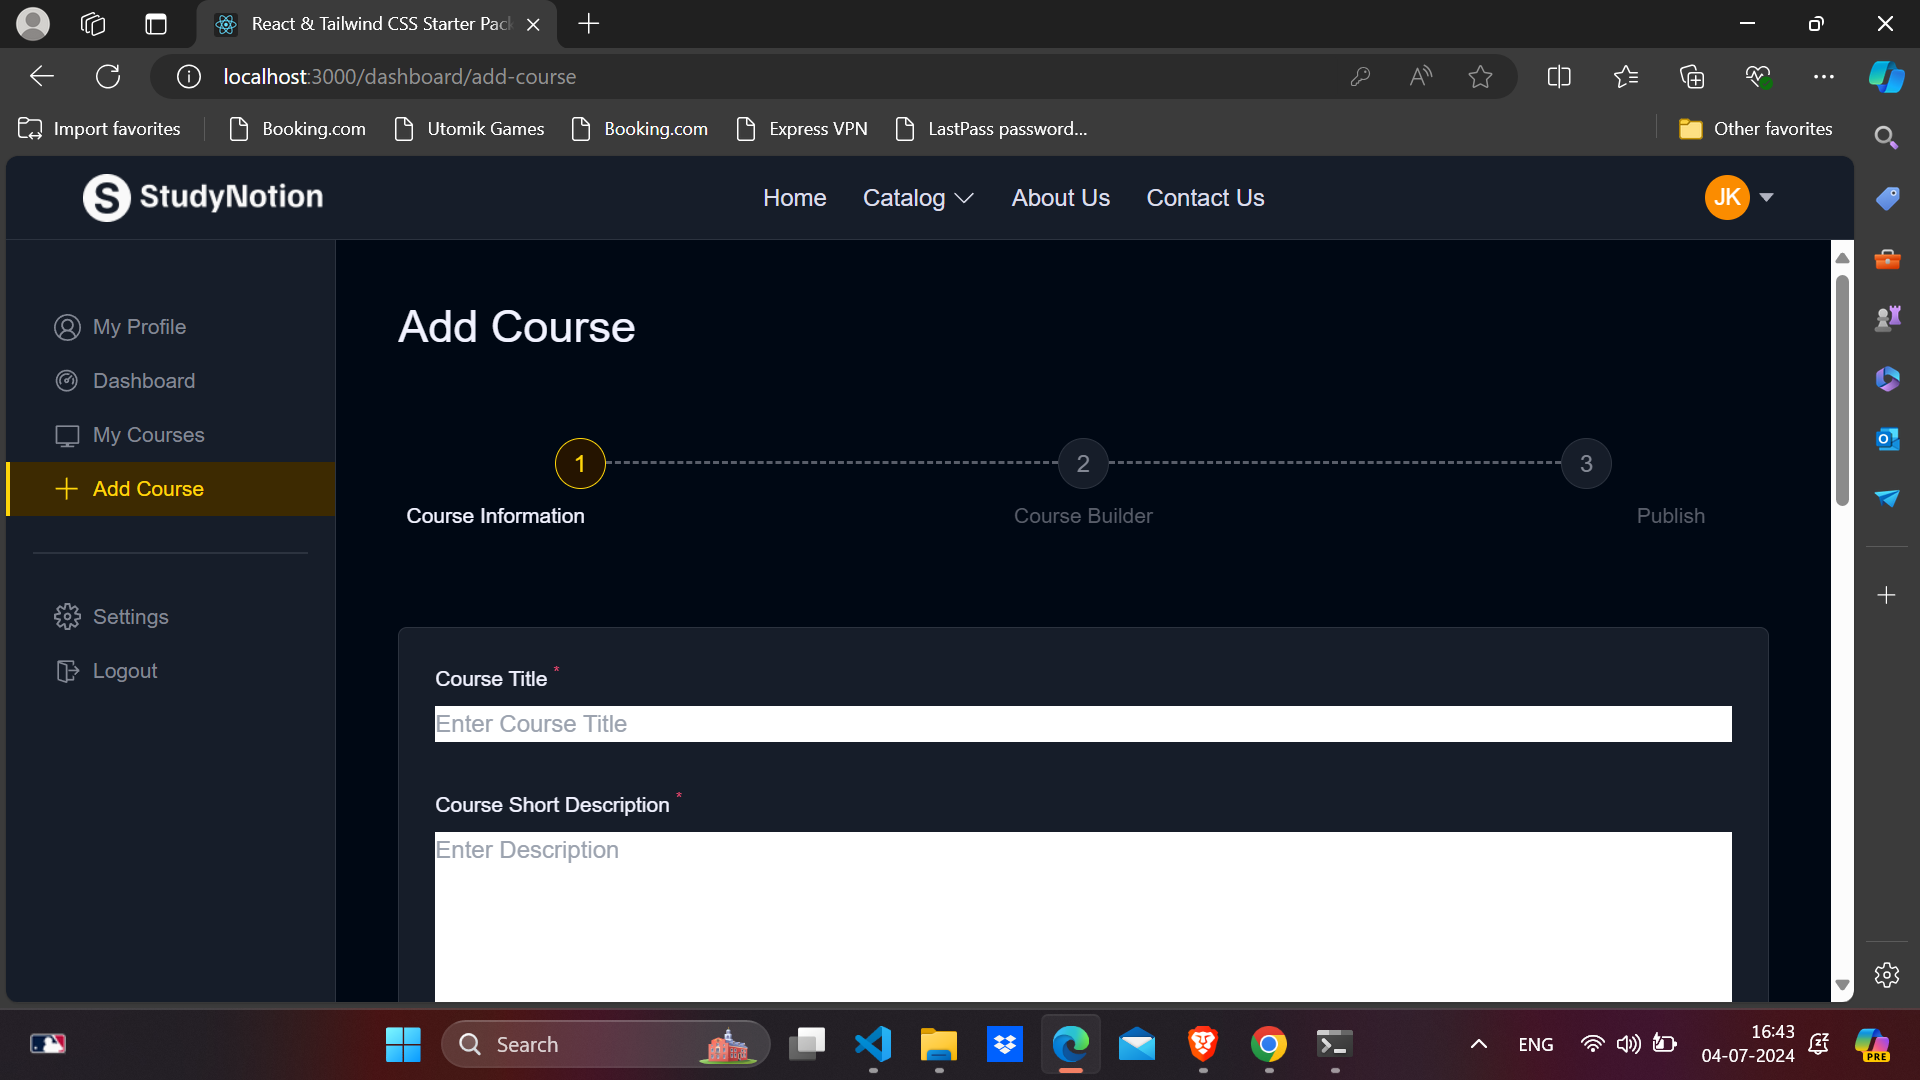 React & Tailwind CSS Starter Pack
localhost:3000/dashboard/add-course
Import favorites
Booking.com
Utomik Games
Booking.com
Express VPN
LastPass password...
Other favorites
S StudyNotion
Home
Catalog
About Us
Contact Us
JK
My Profile
Dashboard
My Courses
Add Course
Settings
Logout
Add Course
1
2
3
Course Information
Course Builder
Publish
Course Title *
Enter Course Title
Course Short Description *
Enter Description
Search
ENG
16:43
04-07-2024
PRE